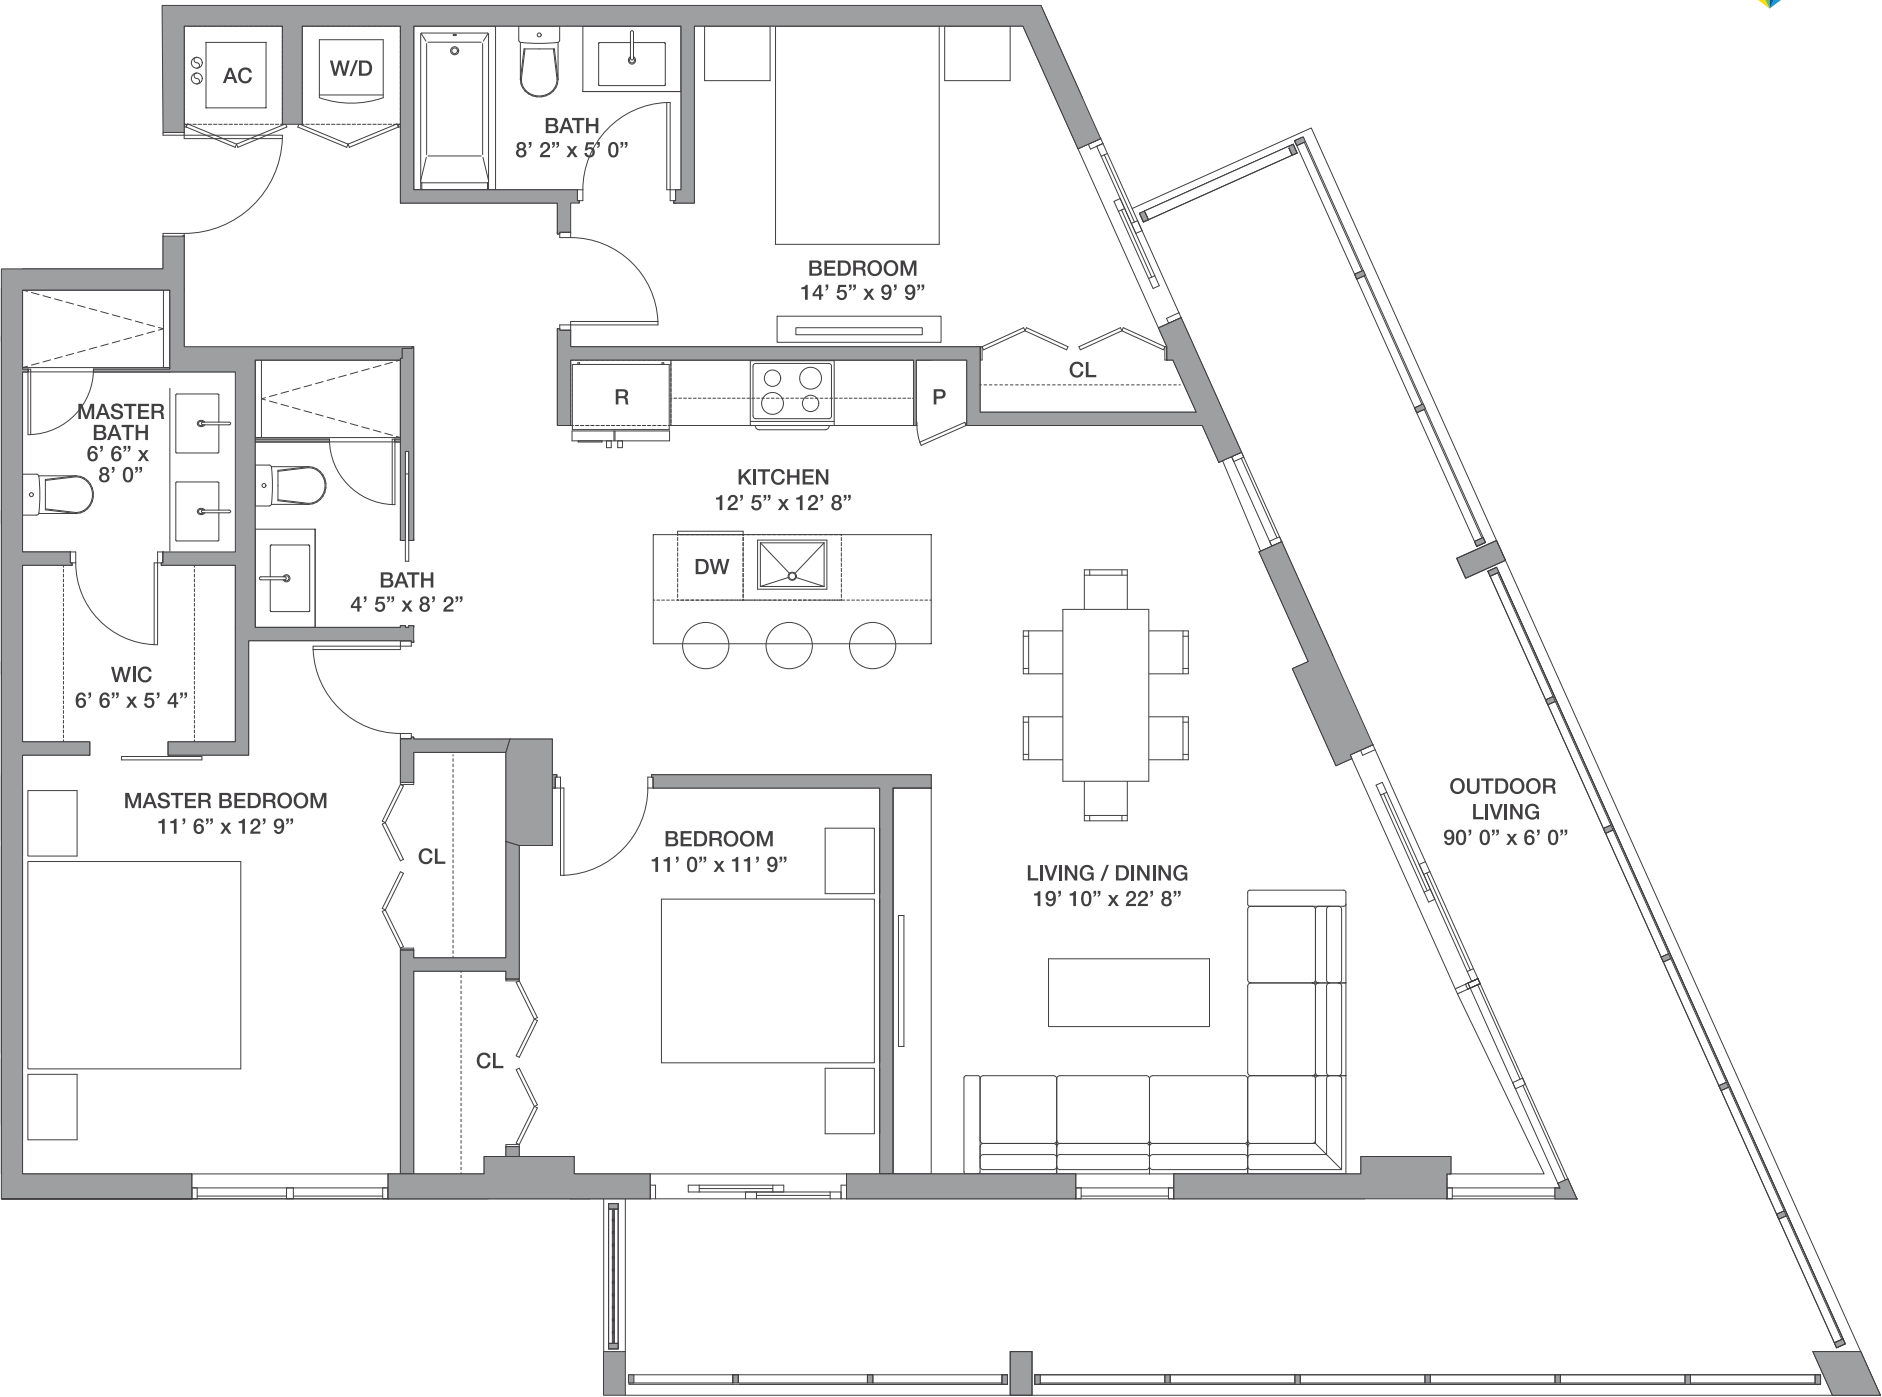 AC
W/D
BATH
8’ 2” x 5’ 0”
BEDROOM
14’ 5” x 9’ 9”
CL
R
P
MASTER
BATH
6’ 6” x
8’ 0”
KITCHEN
12’ 5” x 12’ 8”
DW
BATH
4’ 5” x 8’ 2”
WIC
6’ 6” x 5’ 4”
MASTER BEDROOM
11’ 6” x 12’ 9”
CL
BEDROOM
11’ 0” x 11’ 9”
CL
LIVING / DINING
19’ 10” x 22’ 8”
OUTDOOR
LIVING
90’ 0” x 6’ 0”